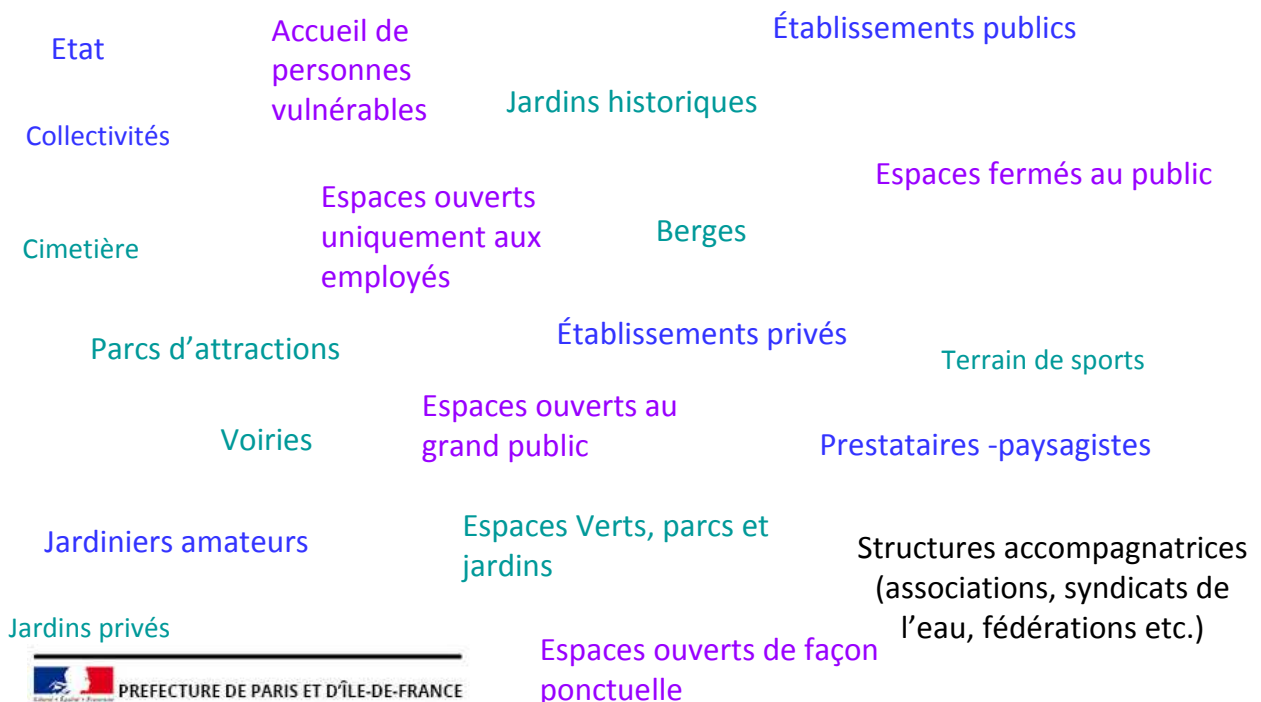 Etat
Accueil de
personnes
vulnérables
Établissements publics
Jardins historiques
Collectivités
Espaces fermés au public
Espaces ouverts
uniquement aux
employés
Berges
Cimetière
Établissements privés
Parcs d’attractions
Terrain de sports
Espaces ouverts au
grand public
Voiries
Prestataires -paysagistes
Espaces Verts, parcs et
jardins
Jardiniers amateurs
Structures accompagnatrices
(associations, syndicats de
l’eau, fédérations etc.)
Jardins privés
Espaces ouverts de façon
ponctuelle
PREFECTURE DE PARIS ET D’ÎLE-DE-FRANCE